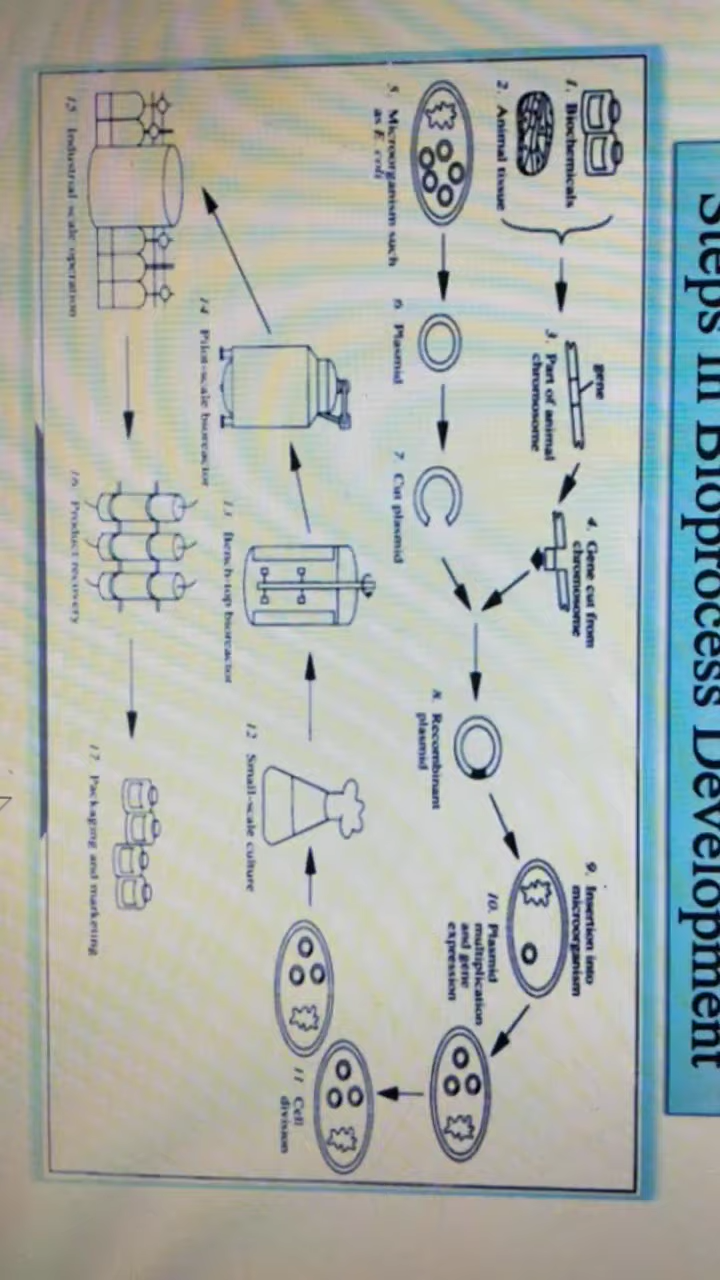 Steps in Bioprocess Development
1. Biochemicals
2. Animal tissue
gene
3. Part of animal
chromosome
4. Gene cut from
chromosome
5. Microorganism such
as E. coli
6. Plasmid
7. Cut plasmid
8. Recombinant
plasmid
9. Insertion into
microorganism
10. Plasmid
multiplication
and gene
expression
11. Cell
division
12. Small-scale culture
13. Bench-top bioreactor
14. Pilot-scale bioreactor
15. Industrial-scale operation
16. Product recovery
17. Packaging and marketing